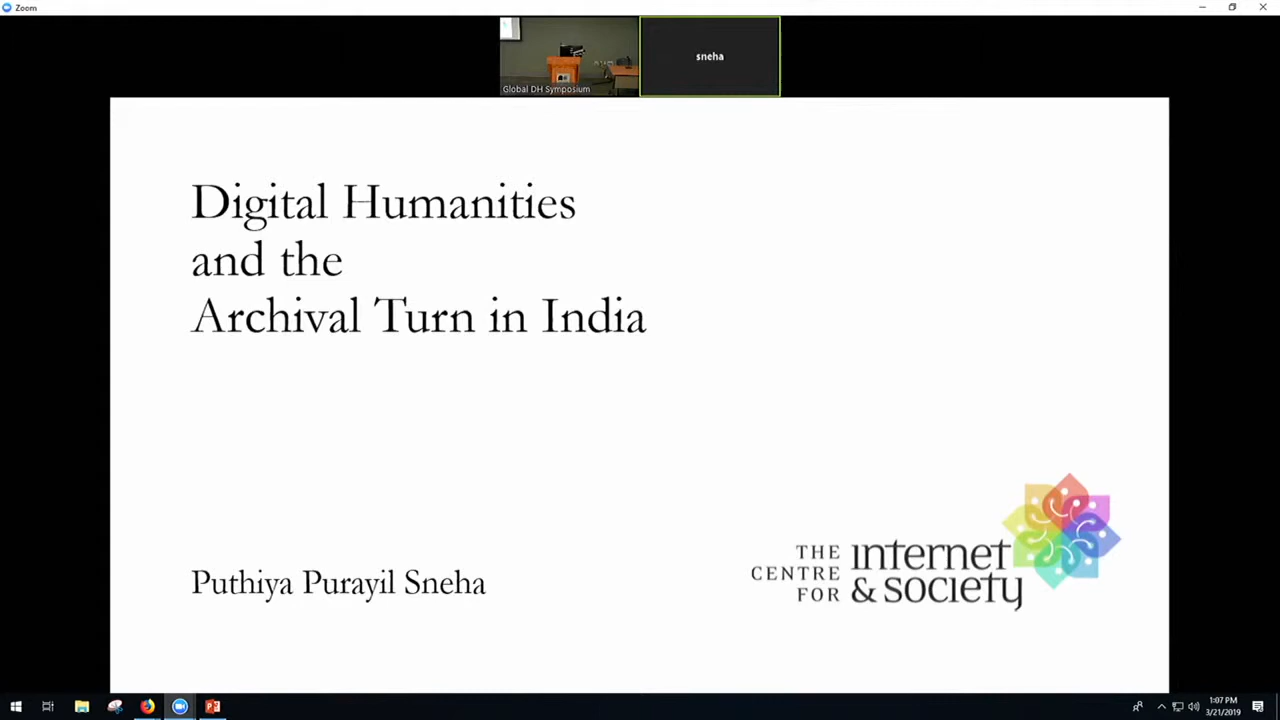 Zoom
Global DH Symposium
sneha
Digital Humanities
and the
Archival Turn in India
Puthiya Purayil Sneha
THE
CENTRE
FOR
internet
& society
1:07 PM
3/21/2019